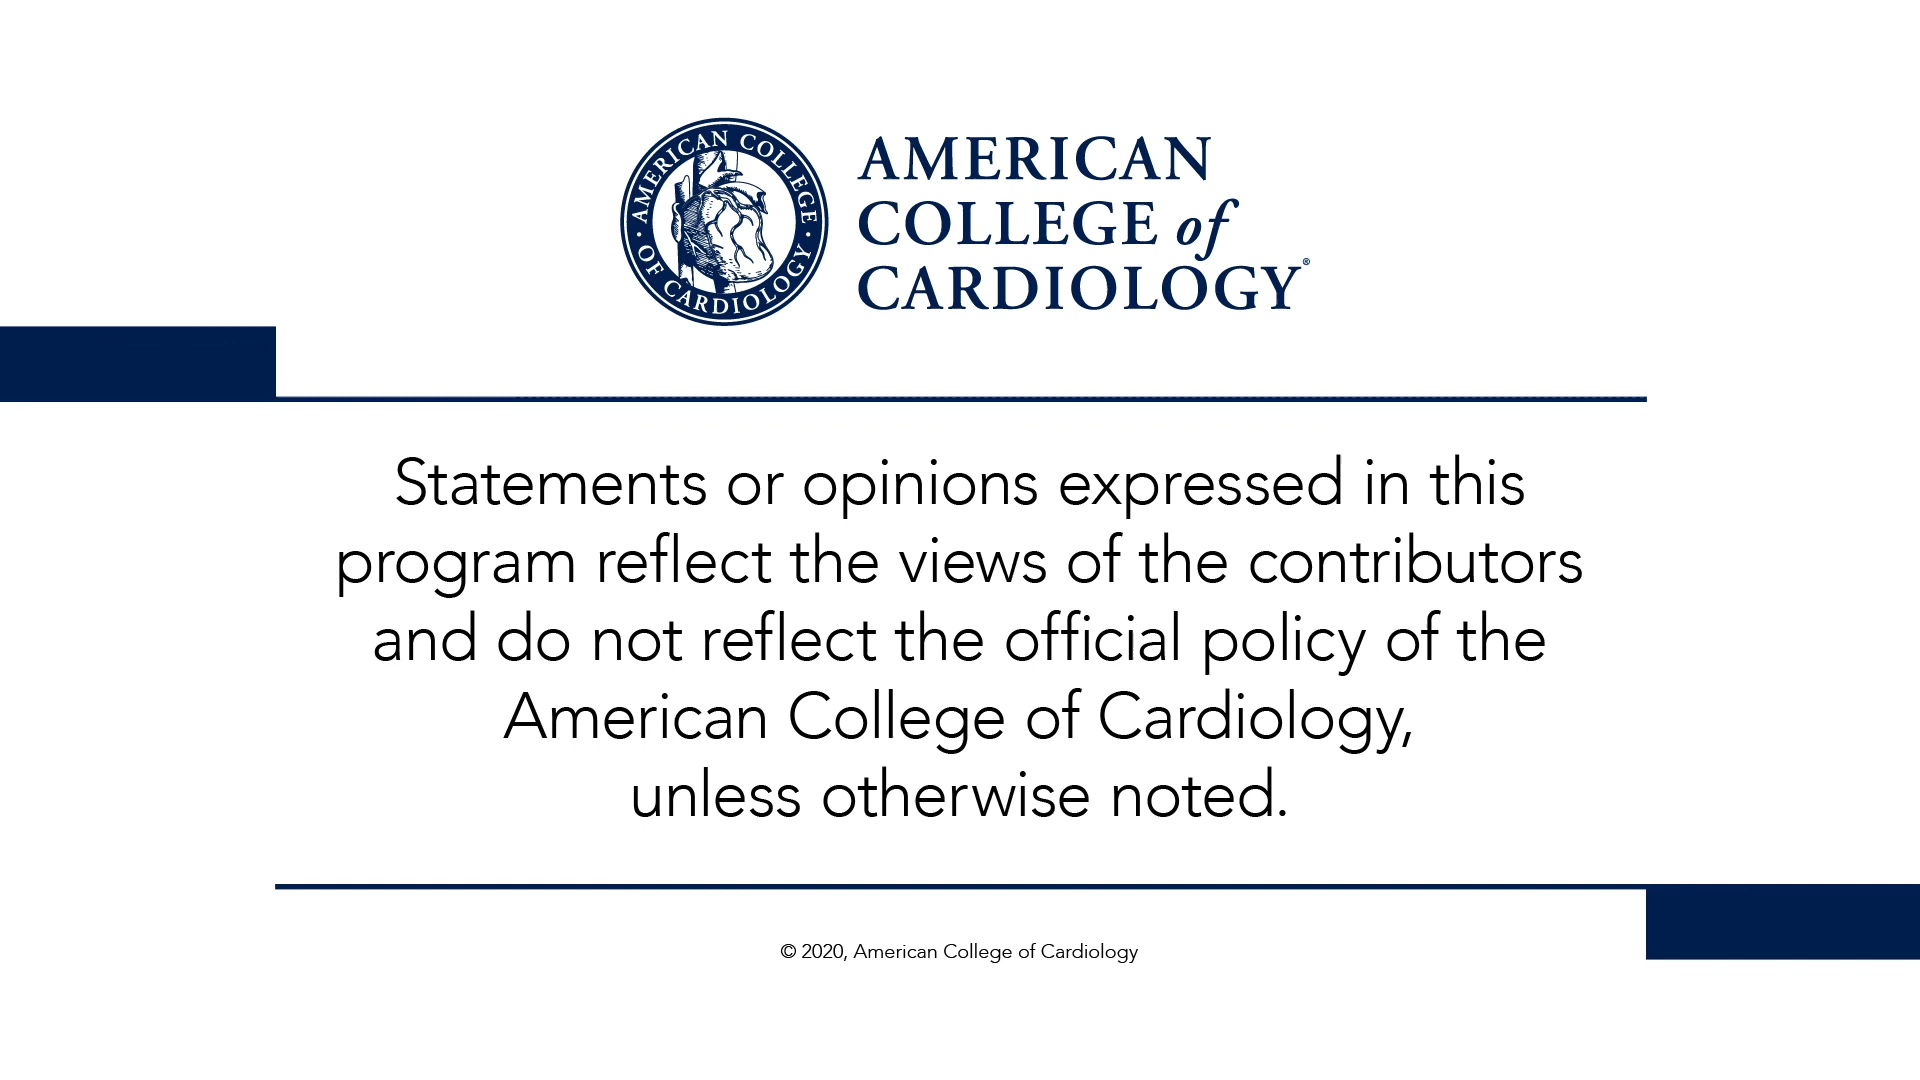 AMERICAN COLLEGE
· OF CARDIOLOGY ·
AMERICAN
COLLEGE of
CARDIOLOGY®
Statements or opinions expressed in this
program reflect the views of the contributors
and do not reflect the official policy of the
American College of Cardiology,
unless otherwise noted.
© 2020, American College of Cardiology